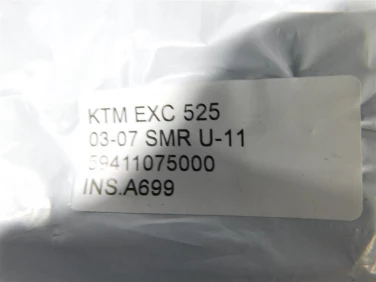 KTM EXC 525
03-07 SMR U-11
59411075000
INS.A699